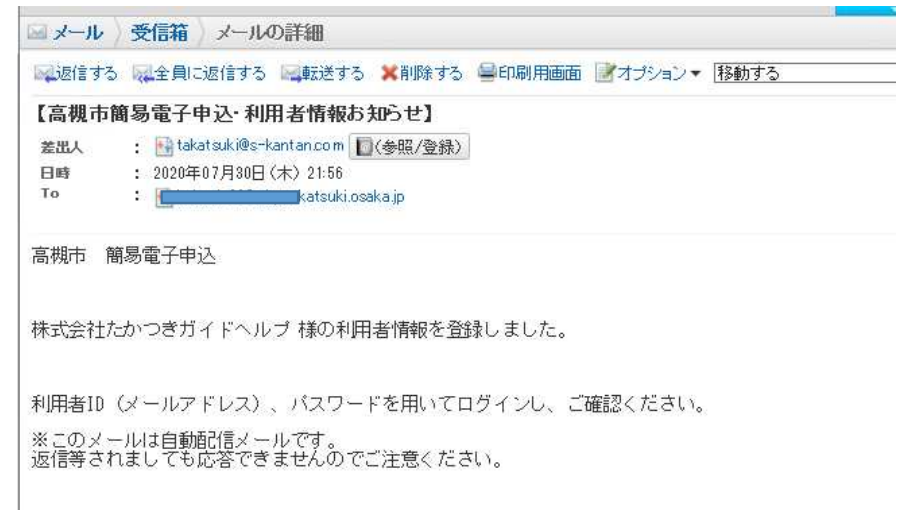 メール 〉 受信箱 〉 メールの詳細
返信する 全員に返信する 転送する 削除する 印刷用画面 オプション▼ 移動する
【高槻市簡易電子申込・利用者情報お知らせ】
差出人 : takatsuki@s-kantan.com (参照/登録)
日時 : 2020年07月30日(木) 21:56
To : katsuki.osaka.jp
高槻市 簡易電子申込
株式会社たかつきガイドヘルプ 様の利用者情報を登録しました。
利用者ID(メールアドレス)、パスワードを用いてログインし、ご確認ください。
※このメールは自動配信メールです。
返信等されましても応答できませんのでご注意ください。